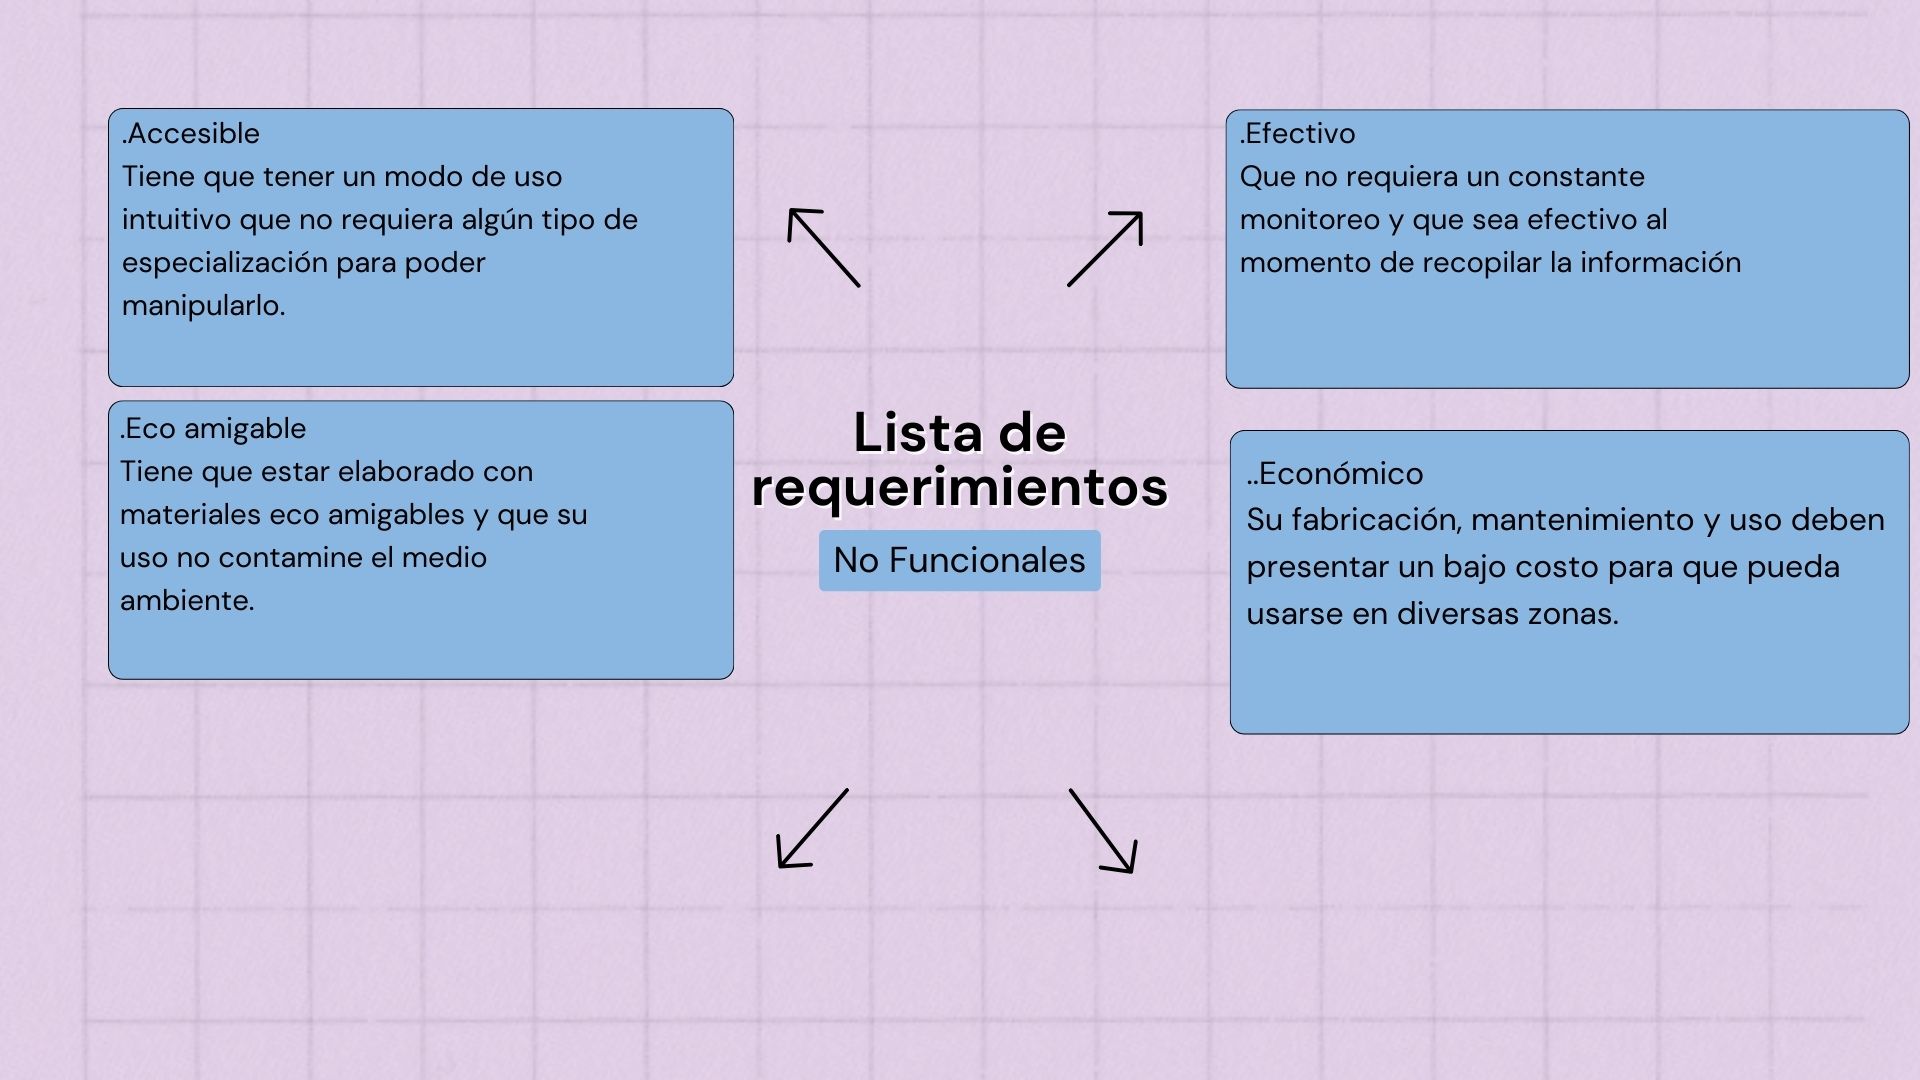 .Accesible
Tiene que tener un modo de uso
intuitivo que no requiera algún tipo de
especialización para poder
manipularlo.
.Eco amigable
Tiene que estar elaborado con
materiales eco amigables y que su
uso no contamine el medio
ambiente.
Lista de
requerimientos
No Funcionales
.Efectivo
Que no requiera un constante
monitoreo y que sea efectivo al
momento de recopilar la información
..Económico
Su fabricación, mantenimiento y uso deben
presentar un bajo costo para que pueda
usarse en diversas zonas.